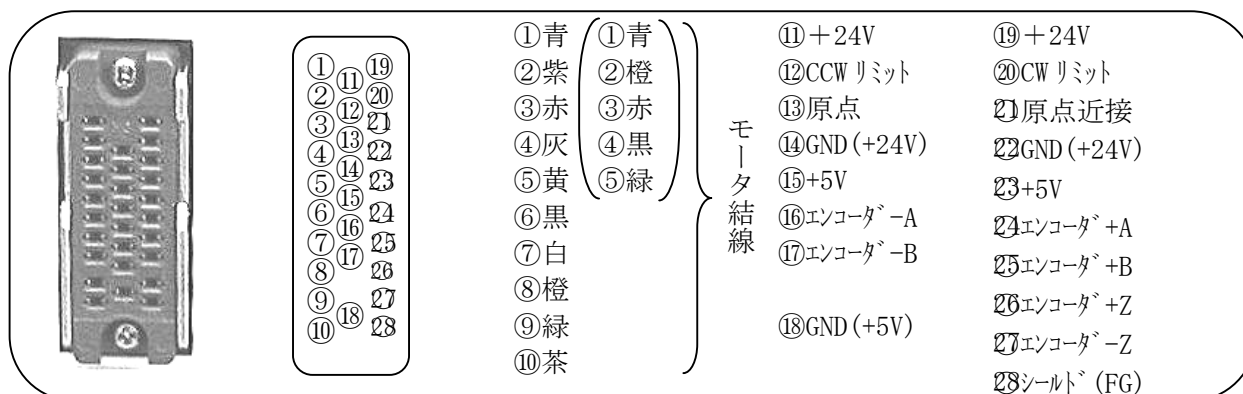 ① ⑪ ⑲
② ⑫ ⑳
③ ⑬ 21
④ ⑭ 22
⑤ ⑮ 23
⑥ ⑯ 24
⑦ ⑰ 25
⑧ 26
⑨ ⑱ 27
⑩ 28
①青
②紫
③赤
④灰
⑤黄
⑥黒
⑦白
⑧橙
⑨緑
⑩茶
①青
②橙
③赤
④黒
⑤緑
モータ結線
⑪+24V
⑫CCWリミット
⑬原点
⑭GND(+24V)
⑮+5V
⑯エンコーダ-A
⑰エンコーダ-B
⑱GND(+5V)
⑲+24V
⑳CWリミット
21原点近接
22GND(+24V)
23+5V
24エンコーダ+A
25エンコーダ+B
26エンコーダ+Z
27エンコーダ-Z
28シールド(FG)